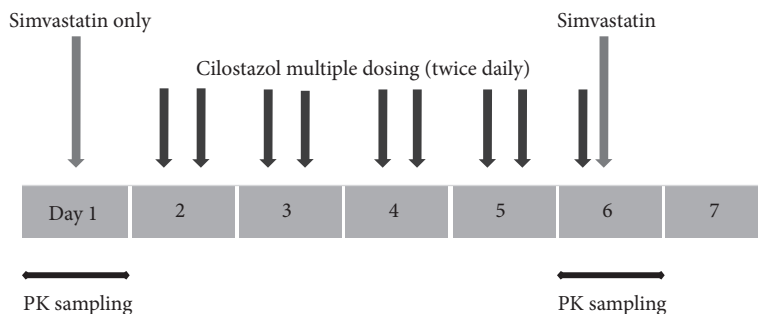 Simvastatin only
Simvastatin
Cilostazol multiple dosing (twice daily)
Day 1
2
3
4
5
6
7
PK sampling
PK sampling